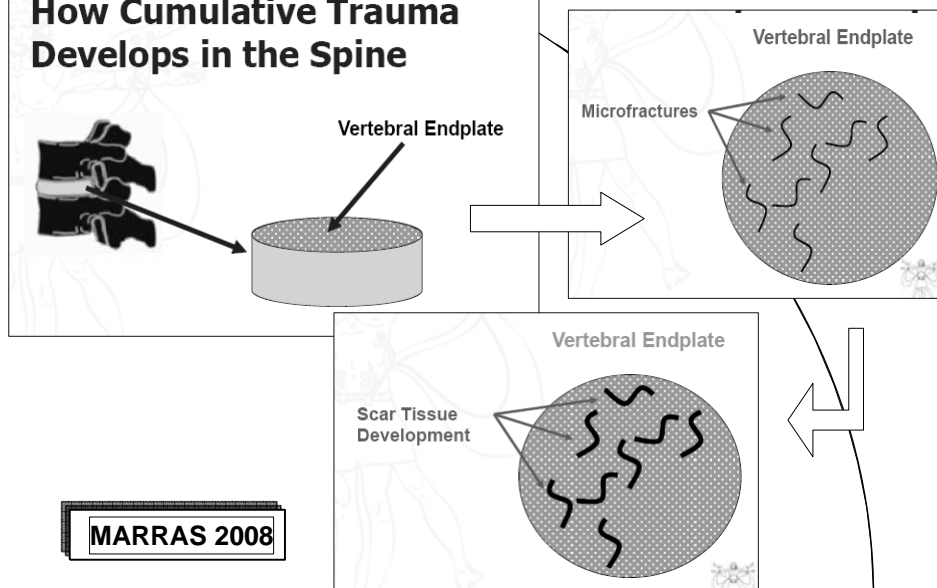 How Cumulative Trauma
Develops in the Spine
Vertebral Endplate
Vertebral Endplate
Microfractures
Vertebral Endplate
Scar Tissue
Development
MARRAS 2008